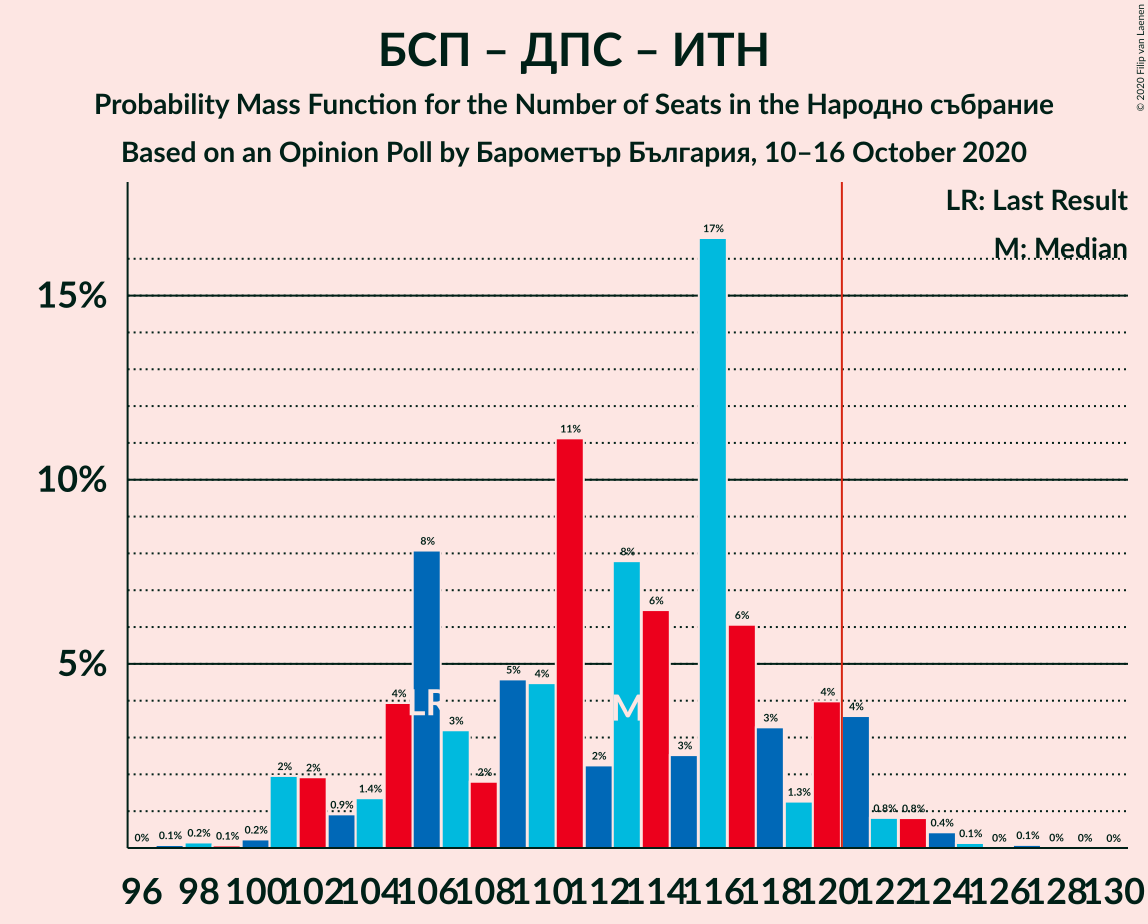 БСП – ДПС – ИТН
Probability Mass Function for the Number of Seats in the Народно събрание
Based on an Opinion Poll by Барометър България, 10–16 October 2020
© 2020 Filip van Laenen
LR: Last Result
M: Median
15%
10%
5%
0% 0.1% 0.2% 0.1% 0.2% 2% 2% 0.9% 1.4% 4% 8% 3% 2% 5% 4% 11% 2% 8% 6% 3% 17% 6% 3% 1.3% 4% 4% 0.8% 0.8% 0.4% 0.1% 0% 0.1% 0% 0% 0%
LR M
96 98 100 102 104 106 108 110 112 114 116 118 120 122 124 126 128 130